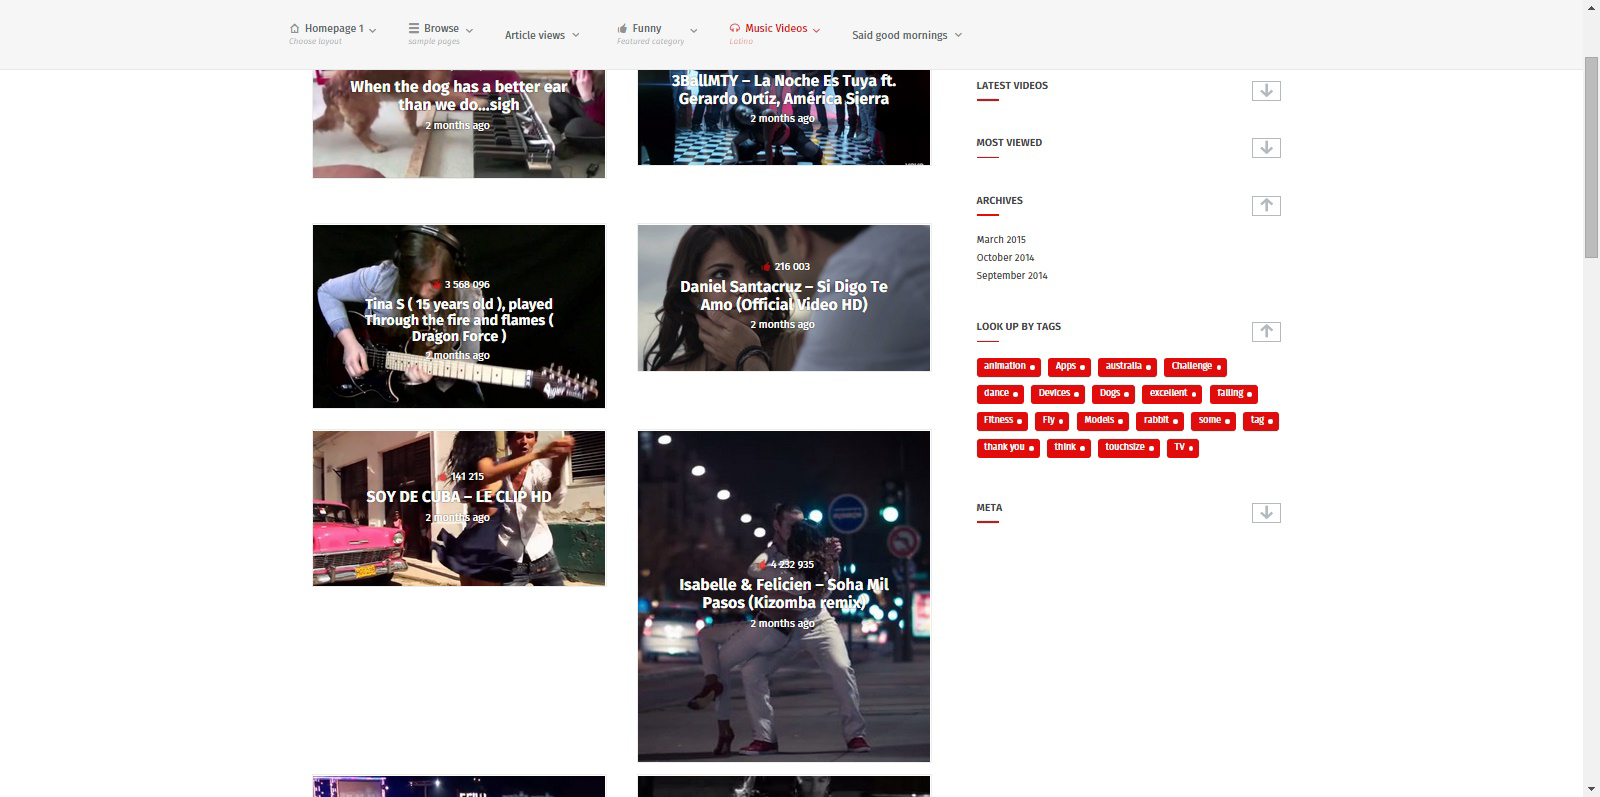 Homepage 1
Choose layout
Browse
sample pages
Article views
Funny
Featured category
Music Videos
Latino
Said good mornings
When the dog has a better ear
than we do...sigh
2 months ago
3BallMTY – La Noche Es Tuya ft.
Gerardo Ortíz, América Sierra
2 months ago
3 568 096
Tina S ( 15 years old ), played
Through the fire and flames (
Dragon Force )
2 months ago
216 003
Daniel Santacruz – Si Digo Te
Amo (Official Video HD)
2 months ago
141 215
SOY DE CUBA – LE CLIP HD
2 months ago
4 232 935
Isabelle & Felicien – Soha Mil
Pasos (Kizomba remix)
2 months ago
LATEST VIDEOS
MOST VIEWED
ARCHIVES
March 2015
October 2014
September 2014
LOOK UP BY TAGS
animation Apps australia Challenge
dance Devices Dogs excellent falling
Fitness Fly Models rabbit some tag
thank you think touchsize TV
META